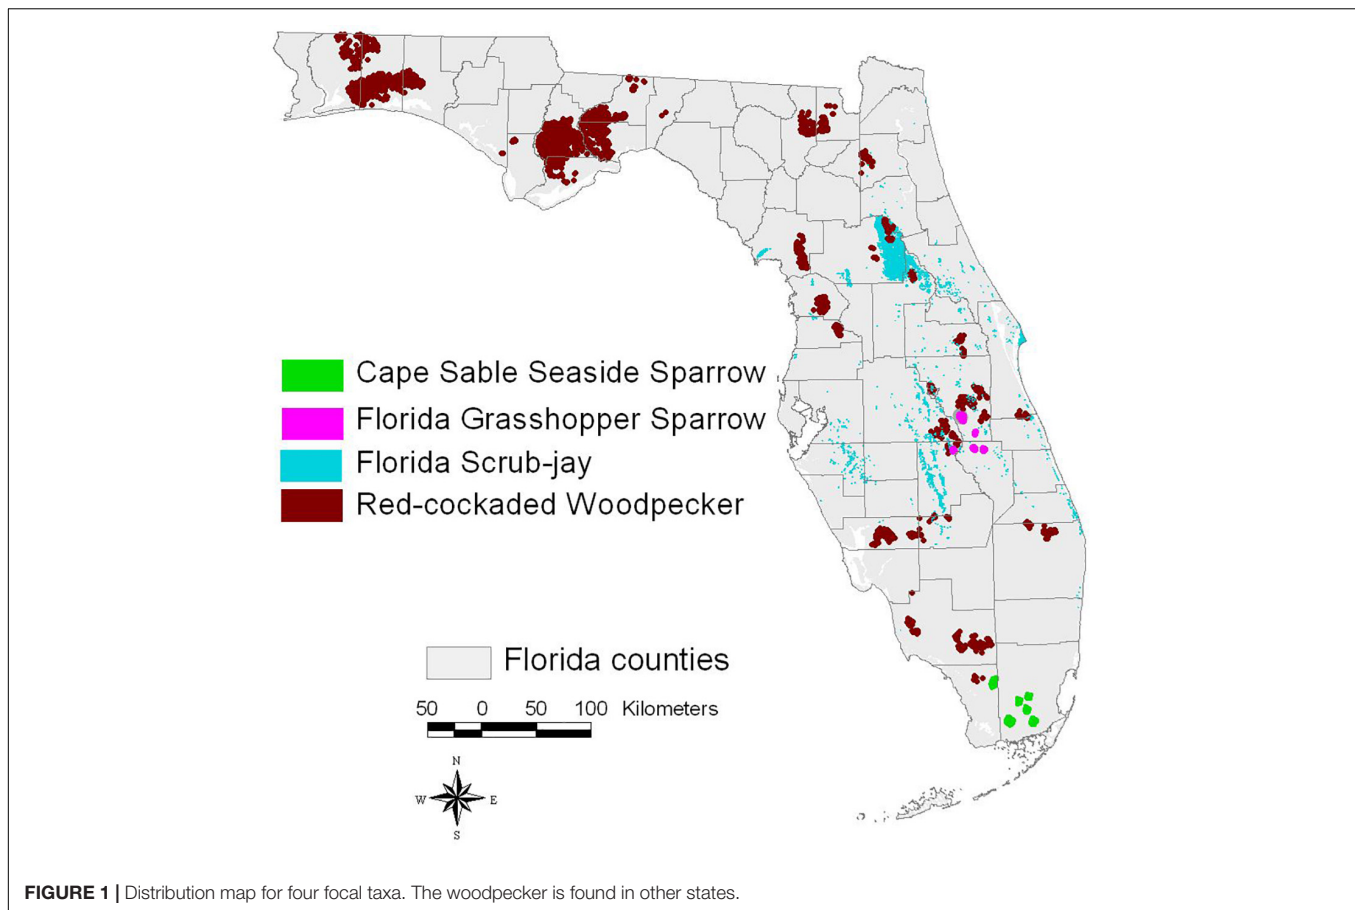 Cape Sable Seaside Sparrow
Florida Grasshopper Sparrow
Florida Scrub-jay
Red-cockaded Woodpecker
Florida counties
50 0 50 100 Kilometers
N
W E
S
FIGURE 1 | Distribution map for four focal taxa. The woodpecker is found in other states.